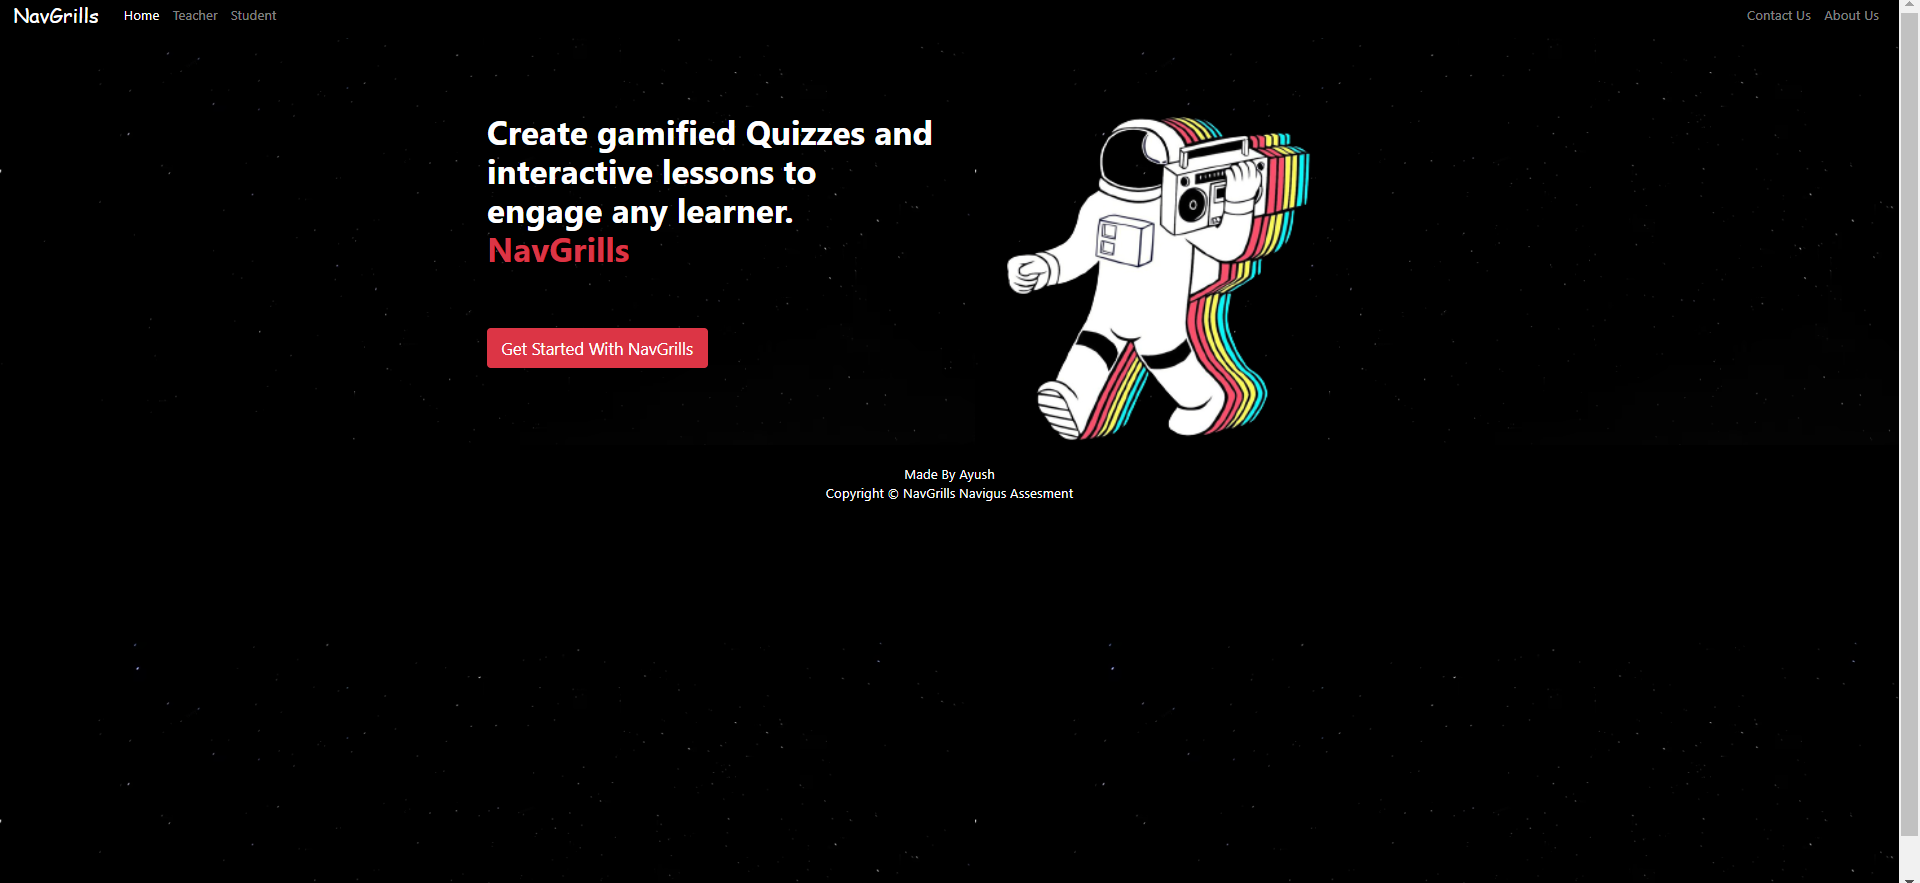 NavGrills Home Teacher Student Contact Us About Us
Create gamified Quizzes and
interactive lessons to
engage any learner.
NavGrills
Get Started With NavGrills
Made By Ayush
Copyright © NavGrills Navigus Assesment